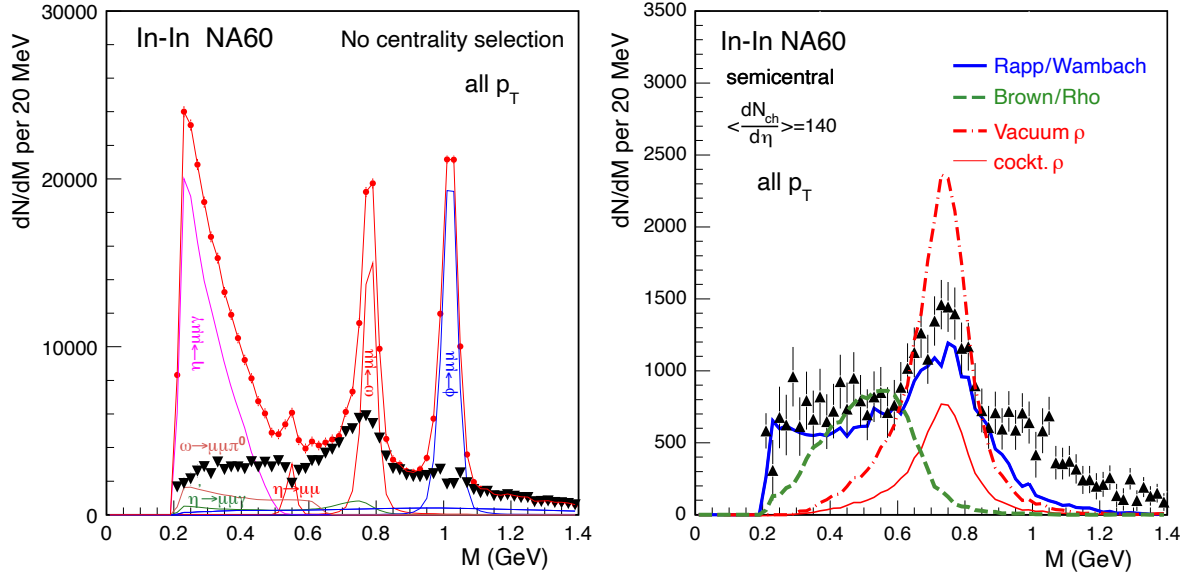 In-In NA60
No centrality selection
all p_T
dN/dM per 20 MeV
30000
20000
10000
0
η→μμγ
ω→μμπ⁰
η'→μμγ
η→μμ
ω→μμ
φ→μμ
0 0.2 0.4 0.6 0.8 1 1.2 1.4
M (GeV)
In-In NA60
semicentral
<dN_ch/dη>=140
all p_T
Rapp/Wambach
Brown/Rho
Vacuum ρ
cockt. ρ
dN/dM per 20 MeV
3500
3000
2500
2000
1500
1000
500
0
0 0.2 0.4 0.6 0.8 1 1.2 1.4
M (GeV)